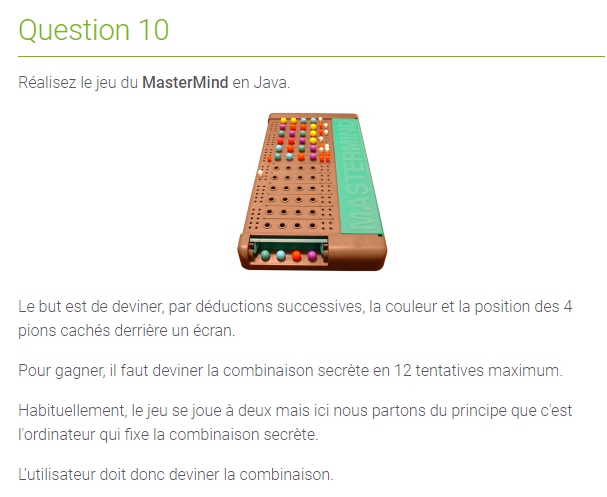 Question 10
Réalisez le jeu du MasterMind en Java.
MASTERMIND
Le but est de deviner, par déductions successives, la couleur et la position des 4
pions cachés derrière un écran.
Pour gagner, il faut deviner la combinaison secrète en 12 tentatives maximum.
Habituellement, le jeu se joue à deux mais ici nous partons du principe que c'est
l'ordinateur qui fixe la combinaison secrète.
L'utilisateur doit donc deviner la combinaison.